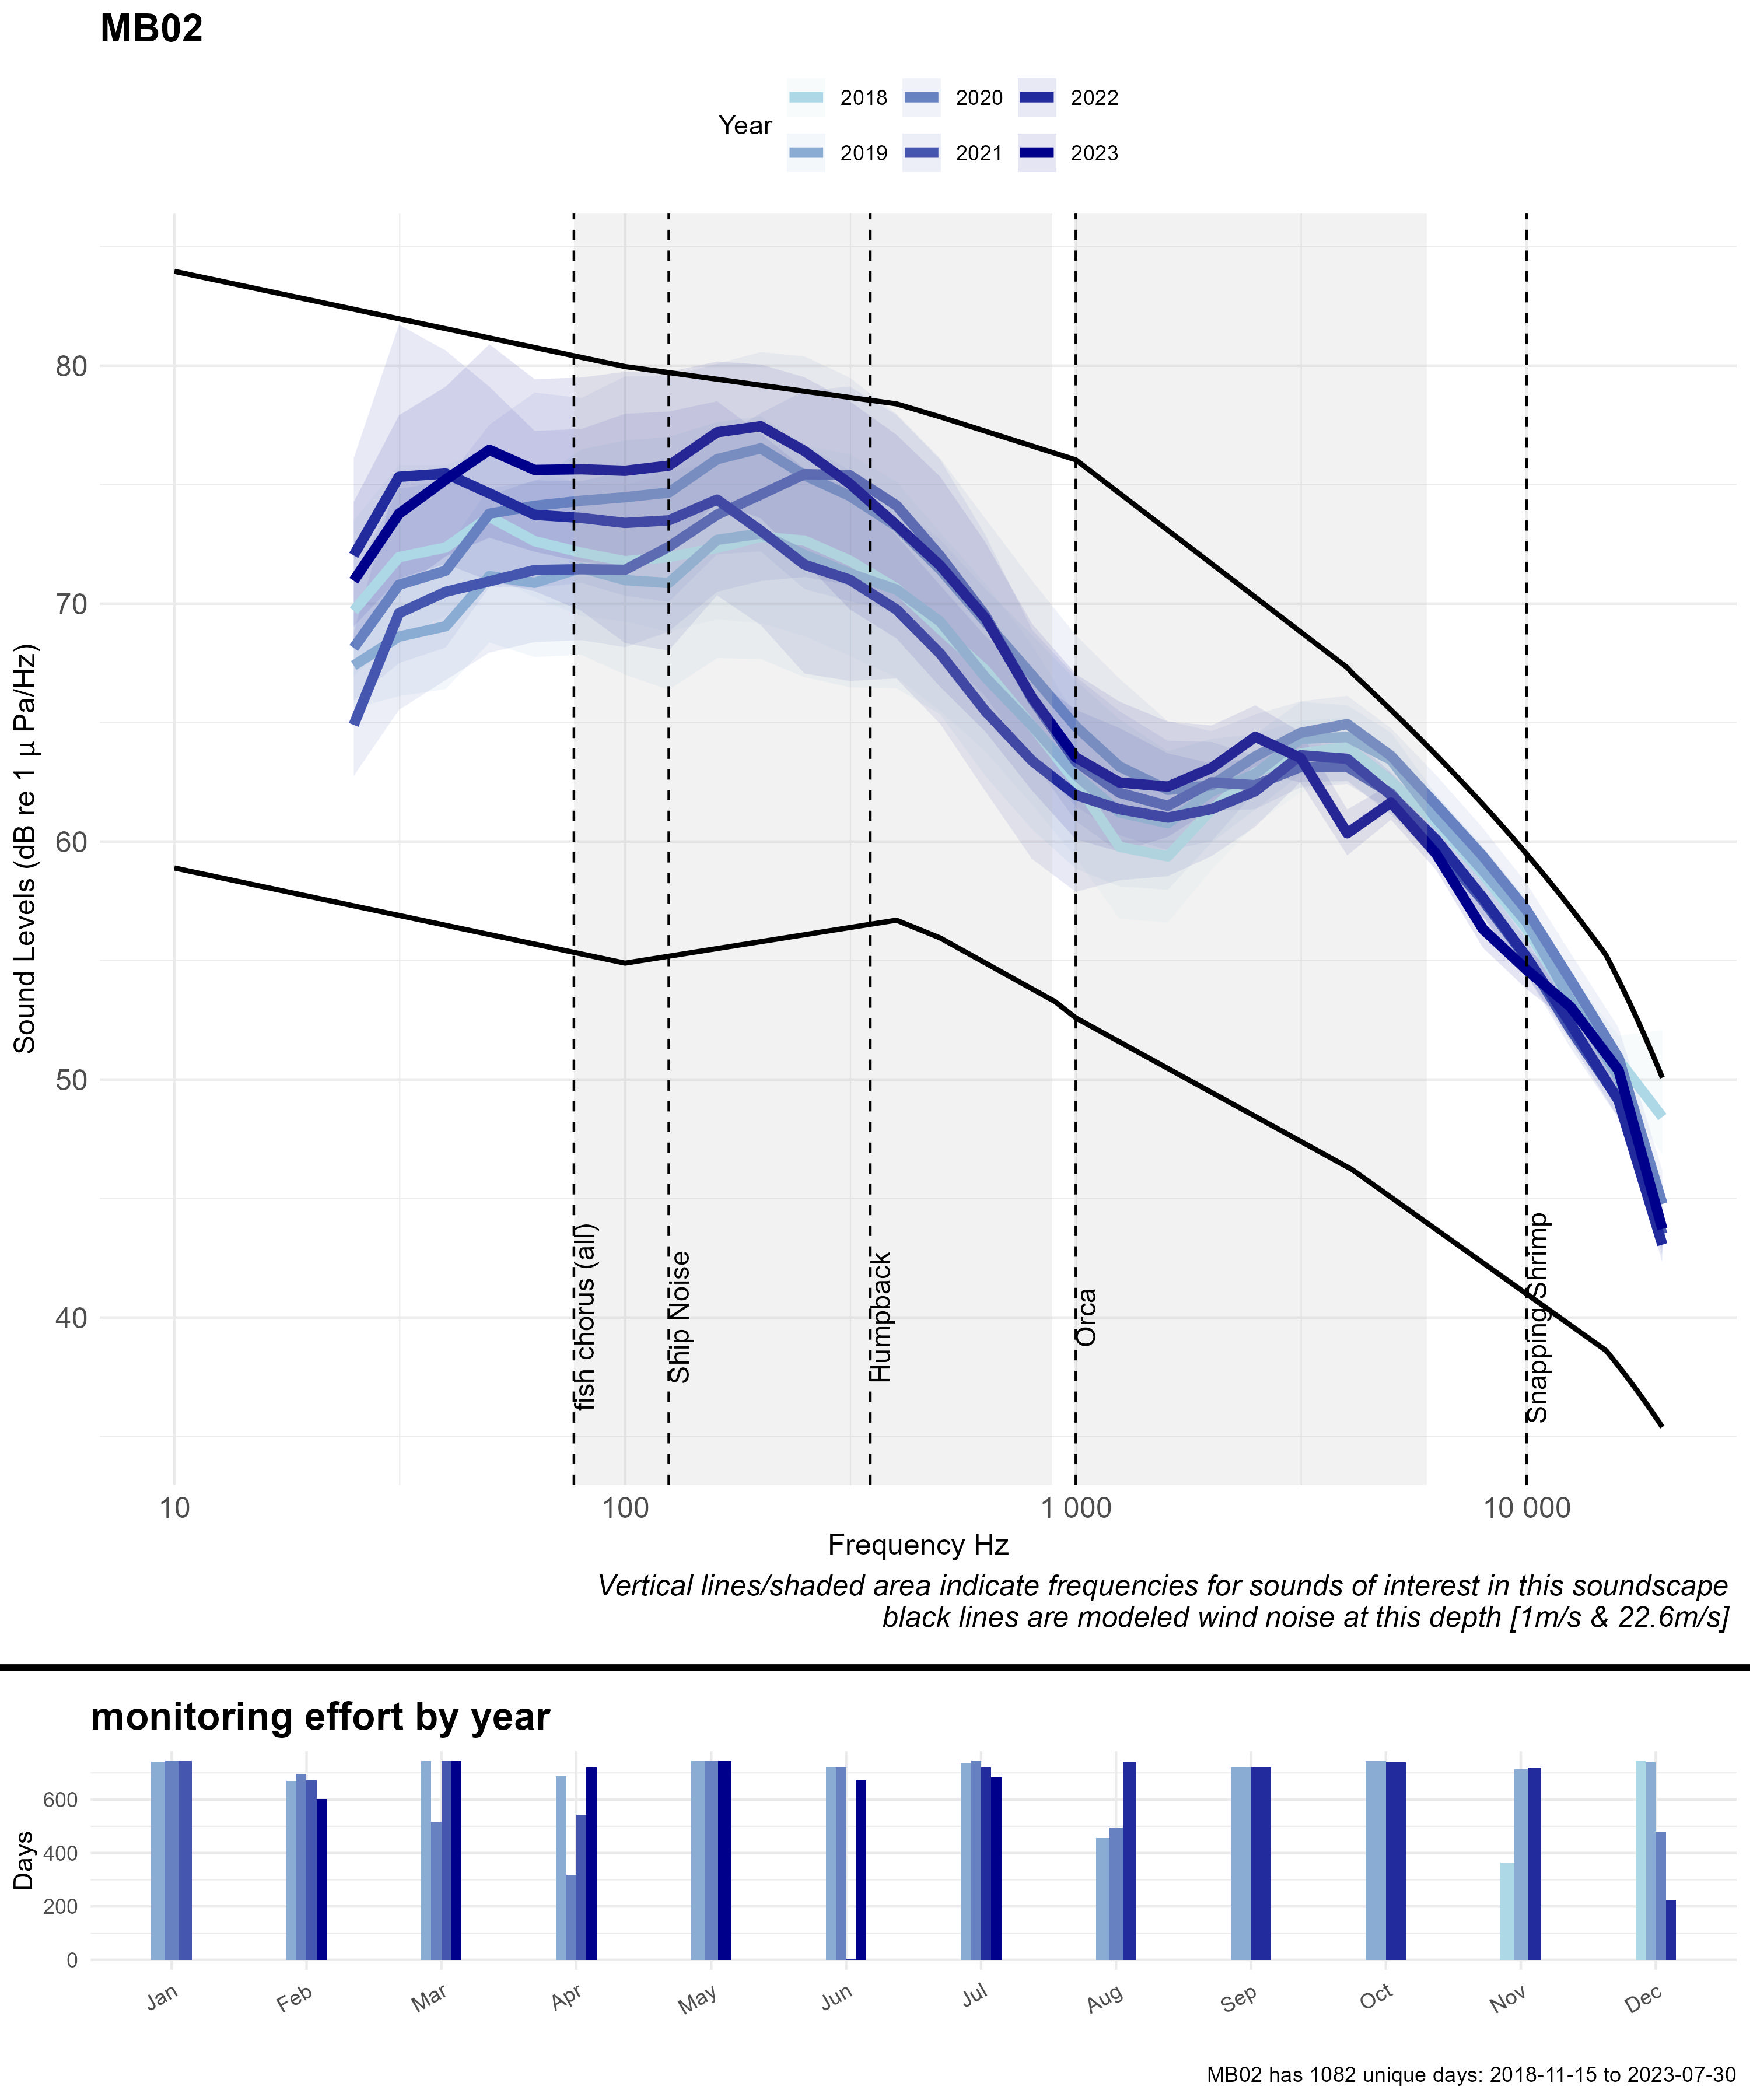 MB02
Year
2018 2020 2022
2019 2021 2023
Sound Levels (dB re 1 µ Pa/Hz)
80
70
60
50
40
fish chorus (all)
Ship Noise
Humpback
Orca
Snapping Shrimp
10 100 1 000 10 000
Frequency Hz
Vertical lines/shaded area indicate frequencies for sounds of interest in this soundscape
black lines are modeled wind noise at this depth [1m/s & 22.6m/s]
monitoring effort by year
Days
600
400
200
0
Jan Feb Mar Apr May Jun Jul Aug Sep Oct Nov Dec
MB02 has 1082 unique days: 2018-11-15 to 2023-07-30